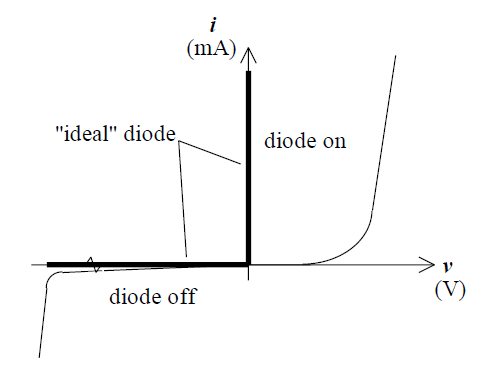 i
(mA)
"ideal" diode
diode on
v
(V)
diode off